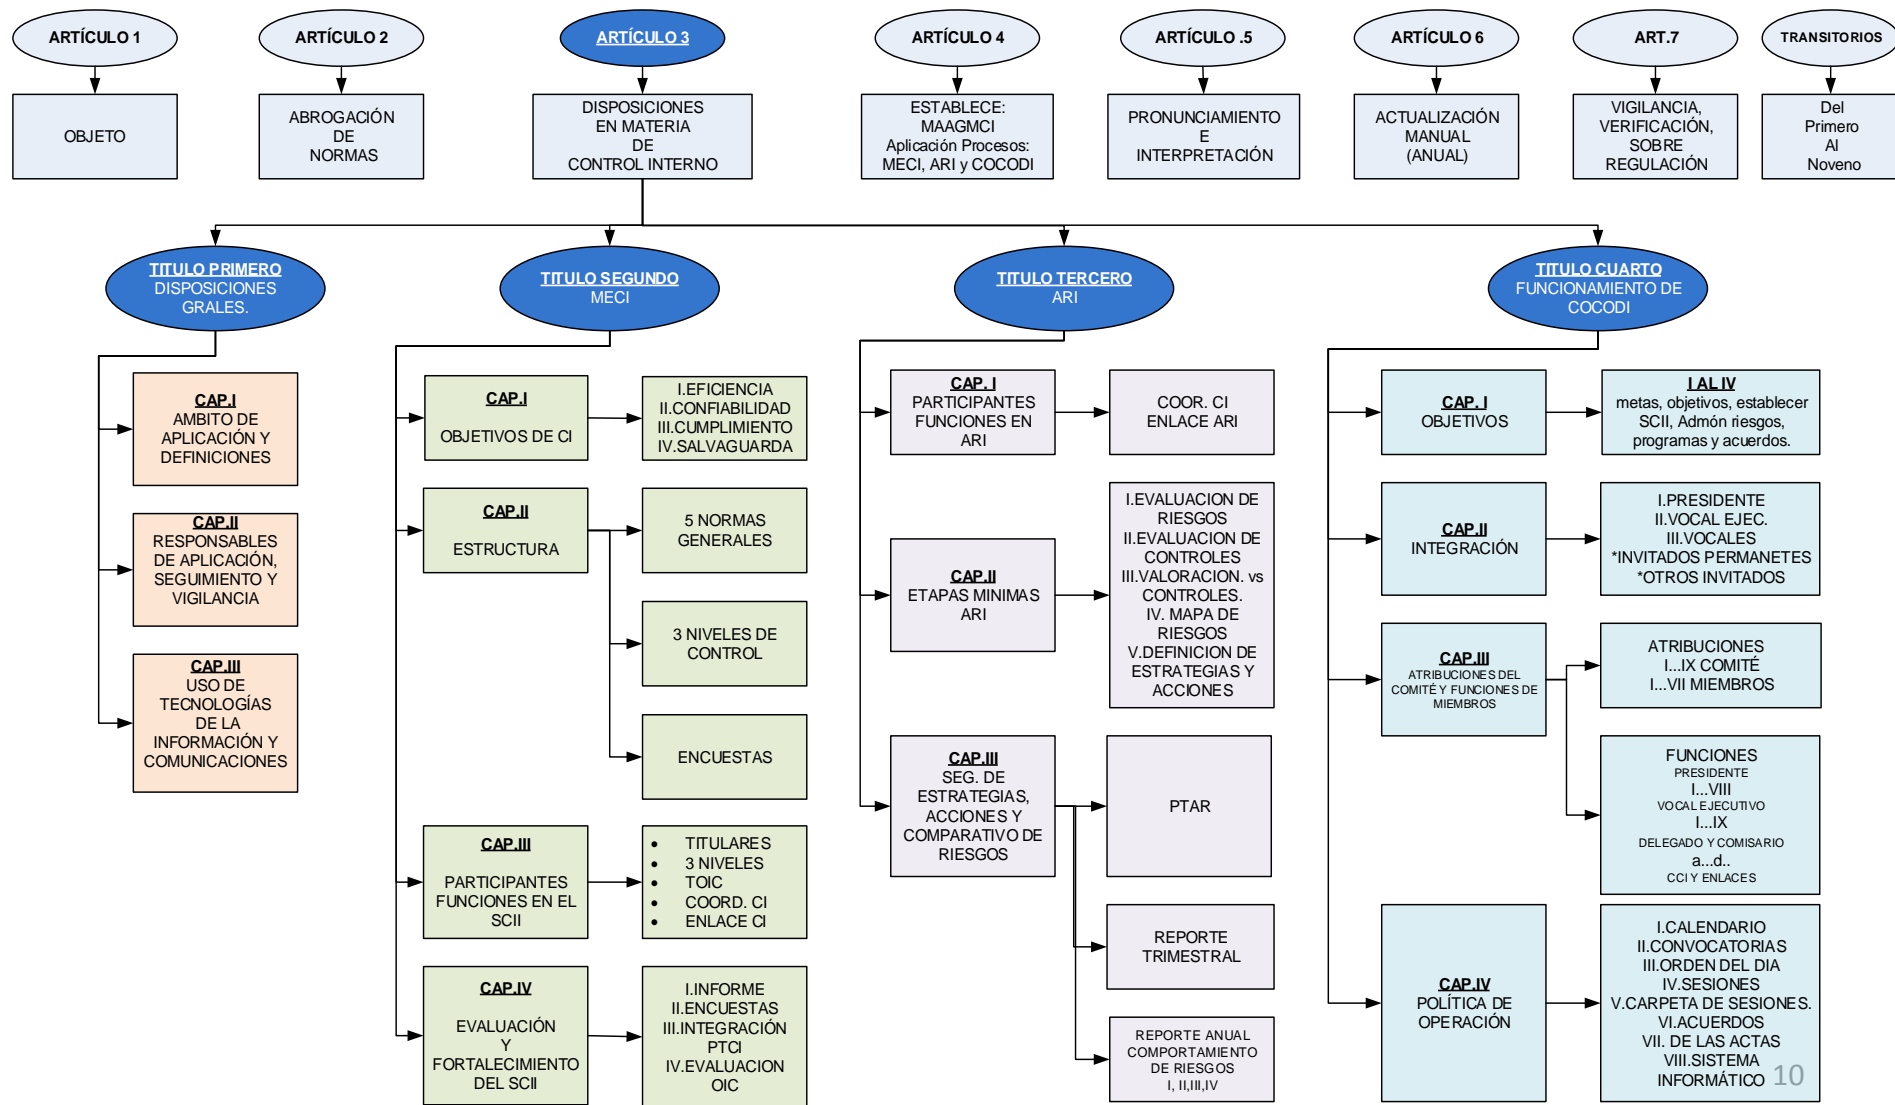 ARTÍCULO 1
ARTÍCULO 2
ARTÍCULO 3
ARTÍCULO 4
ARTÍCULO .5
ARTÍCULO 6
ART.7
TRANSITORIOS
OBJETO
ABROGACIÓN
DE
NORMAS
DISPOSICIONES
EN MATERIA
DE
CONTROL INTERNO
ESTABLECE:
MAAGMCI
Aplicación Procesos:
MECI, ARI y COCODI
PRONUNCIAMIENTO
E
INTERPRETACIÓN
ACTUALIZACIÓN
MANUAL
(ANUAL)
VIGILANCIA,
VERIFICACIÓN,
SOBRE
REGULACIÓN
Del
Primero
Al
Noveno
TITULO PRIMERO
DISPOSICIONES
GRALES.
TITULO SEGUNDO
MECI
TITULO TERCERO
ARI
TITULO CUARTO
FUNCIONAMIENTO DE
COCODI
CAP.I
AMBITO DE
APLICACIÓN Y
DEFINICIONES
CAP.II
RESPONSABLES
DE APLICACIÓN,
SEGUIMIENTO Y
VIGILANCIA
CAP.III
USO DE
TECNOLOGÍAS
DE LA
INFORMACIÓN Y
COMUNICACIONES
CAP.I
OBJETIVOS DE CI
I.EFICIENCIA
II.CONFIABILIDAD
III.CUMPLIMIENTO
IV.SALVAGUARDA
CAP.II
ESTRUCTURA
5 NORMAS
GENERALES
3 NIVELES DE
CONTROL
ENCUESTAS
CAP.III
PARTICIPANTES
FUNCIONES EN EL
SCII
• TITULARES
• 3 NIVELES
• TOIC
• COORD. CI
• ENLACE CI
CAP.IV
EVALUACIÓN
Y
FORTALECIMIENTO
DEL SCII
I.INFORME
II.ENCUESTAS
III.INTEGRACIÓN
PTCI
IV.EVALUACION
OIC
CAP. I
PARTICIPANTES
FUNCIONES EN
ARI
COOR. CI
ENLACE ARI
CAP.II
ETAPAS MINIMAS
ARI
I.EVALUACION DE
RIESGOS
II.EVALUACION DE
CONTROLES
III.VALORACION. vs
CONTROLES.
IV. MAPA DE
RIESGOS
V.DEFINICION DE
ESTRATEGIAS Y
ACCIONES
CAP.III
SEG. DE
ESTRATEGIAS,
ACCIONES Y
COMPARATIVO DE
RIESGOS
PTAR
REPORTE
TRIMESTRAL
REPORTE ANUAL
COMPORTAMIENTO
DE RIESGOS
I, II,III,IV
CAP. I
OBJETIVOS
I AL IV
metas, objetivos, establecer
SCII, Admón riesgos,
programas y acuerdos.
CAP.II
INTEGRACIÓN
I.PRESIDENTE
II.VOCAL EJEC.
III.VOCALES
*INVITADOS PERMANETES
*OTROS INVITADOS
CAP.III
ATRIBUCIONES DEL
COMITÉ Y FUNCIONES DE
MIEMBROS
ATRIBUCIONES
I...IX COMITÉ
I...VII MIEMBROS
FUNCIONES
PRESIDENTE
I...VIII
VOCAL EJECUTIVO
I...IX
DELEGADO Y COMISARIO
a...d..
CCI Y ENLACES
CAP.IV
POLÍTICA DE
OPERACIÓN
I.CALENDARIO
II.CONVOCATORIAS
III.ORDEN DEL DIA
IV.SESIONES
V.CARPETA DE SESIONES.
VI.ACUERDOS
VII. DE LAS ACTAS
VIII.SISTEMA
INFORMÁTICO
10